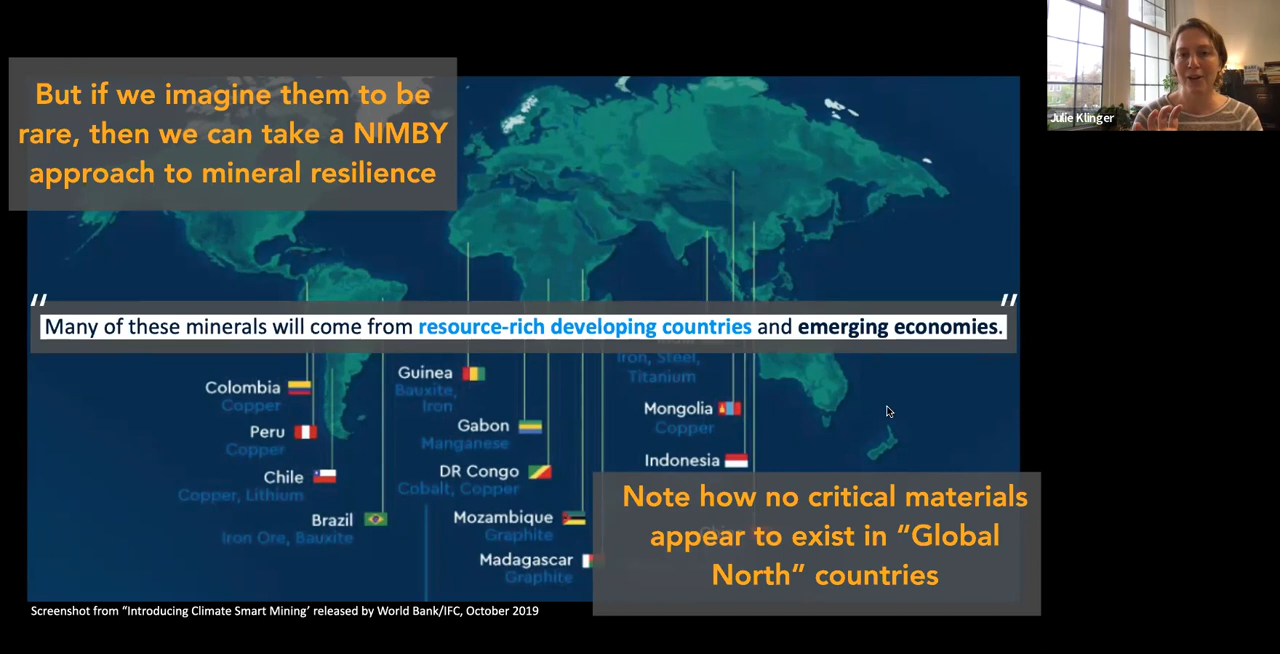 But if we imagine them to be
rare, then we can take a NIMBY
approach to mineral resilience
Julie Klinger
"
"
Many of these minerals will come from resource-rich developing countries and emerging economies.
Iron, Steel,
Titanium
Colombia
Copper
Peru
Copper
Chile
Copper, Lithium
Brazil
Iron Ore, Bauxite
Guinea
Bauxite,
Iron
Gabon
Manganese
DR Congo
Cobalt, Copper
Mozambique
Graphite
Madagascar
Graphite
Mongolia
Copper
Indonesia
Note how no critical materials
appear to exist in “Global
North” countries
Screenshot from “Introducing Climate Smart Mining’ released by World Bank/IFC, October 2019